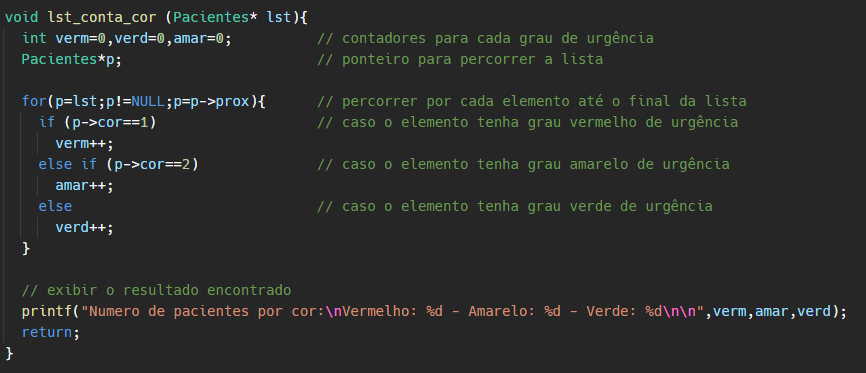 void lst_conta_cor (Pacientes* lst){
  int verm=0,verd=0,amar=0;          // contadores para cada grau de urgência
  Pacientes*p;                       // ponteiro para percorrer a lista

  for(p=lst;p!=NULL;p=p->prox){      // percorrer por cada elemento até o final da lista
    if (p->cor==1)                   // caso o elemento tenha grau vermelho de urgência
      verm++;
    else if (p->cor==2)              // caso o elemento tenha grau amarelo de urgência
      amar++;
    else                             // caso o elemento tenha grau verde de urgência
      verd++;
  }

  // exibir o resultado encontrado
  printf("Numero de pacientes por cor:\nVermelho: %d - Amarelo: %d - Verde: %d\n\n",verm,amar,verd);
  return;
}